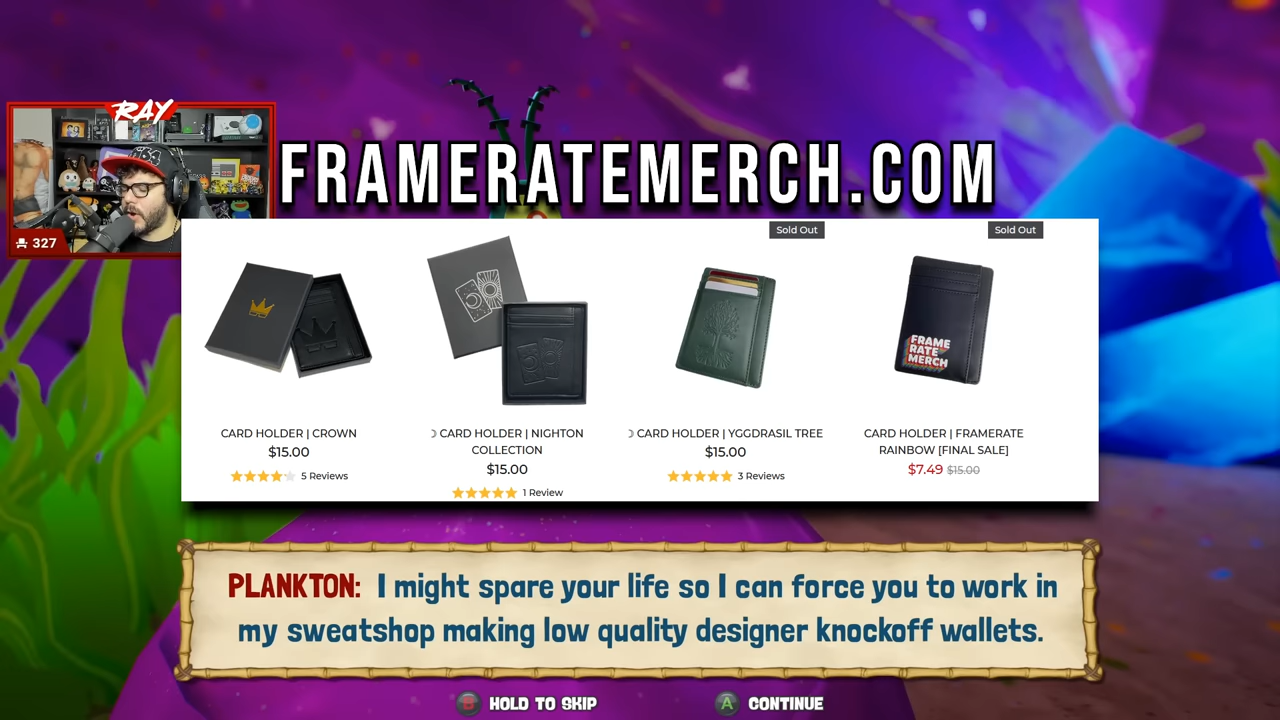 RAY
327
FRAMERATEMERCH.COM
Sold Out
Sold Out
FRAME
RATE
MERCH
CARD HOLDER | CROWN
$15.00
5 Reviews
☽ CARD HOLDER | NIGHTON
COLLECTION
$15.00
1 Review
☽ CARD HOLDER | YGGDRASIL TREE
$15.00
3 Reviews
CARD HOLDER | FRAMERATE
RAINBOW [FINAL SALE]
$7.49 $15.00
PLANKTON: I might spare your life so I can force you to work in
my sweatshop making low quality designer knockoff wallets.
B HOLD TO SKIP A CONTINUE